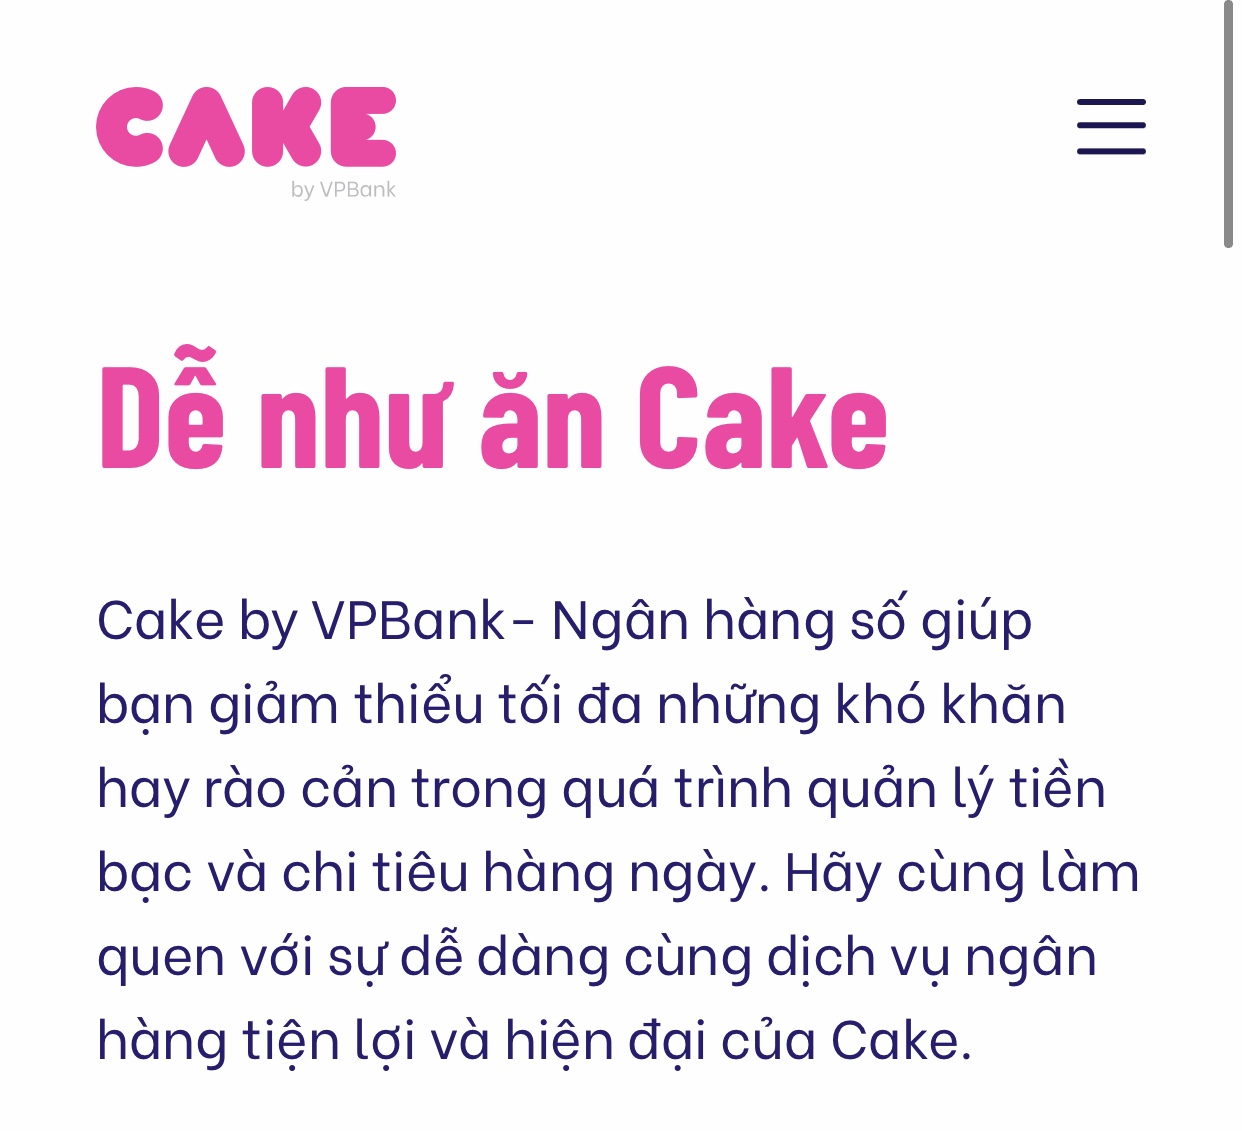 CAKE
by VPBank
Dễ như ăn Cake
Cake by VPBank- Ngân hàng số giúp
bạn giảm thiểu tối đa những khó khăn
hay rào cản trong quá trình quản lý tiền
bạc và chi tiêu hàng ngày. Hãy cùng làm
quen với sự dễ dàng cùng dịch vụ ngân
hàng tiện lợi và hiện đại của Cake.